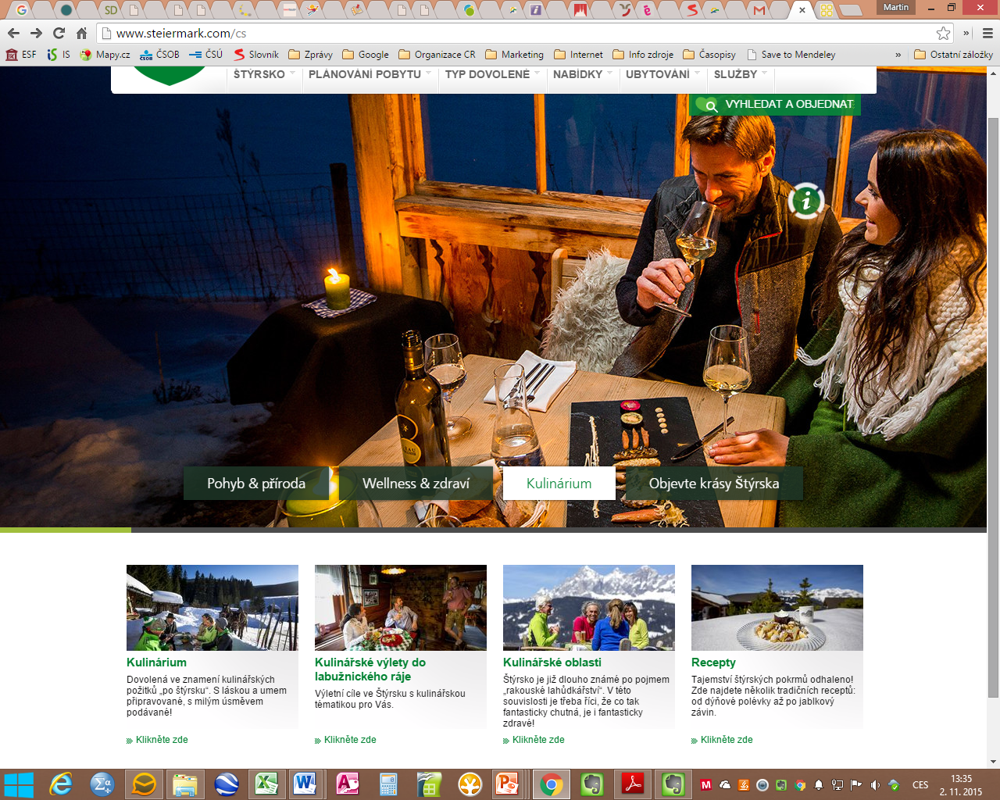 Martin
www.steiermark.com/cs
ESF IS Mapy.cz ČSOB ČSÚ Slovník Zprávy Google Organizace CR Marketing Internet Info zdroje Časopisy Save to Mendeley » Ostatní záložky
ŠTÝRSKO PLÁNOVÁNÍ POBYTU TYP DOVOLENÉ NABÍDKY UBYTOVÁNÍ SLUŽBY
VYHLEDAT A OBJEDNAT
Pohyb & příroda Wellness & zdraví Kulinárium Objevte krásy Štýrska
Kulinárium
Dovolená ve znamení kulinářských
požitků „po štýrsku“. S láskou a umem
připravované, s milým úsměvem
podávané!
Klikněte zde
Kulinářské výlety do
labužnického ráje
Výletní cíle ve Štýrsku s kulinářskou
tématikou pro Vás.
Klikněte zde
Kulinářské oblasti
Štýrsko je již dlouho známé po pojmem
„rakouské lahůdkářství“. V této
souvislosti je třeba říci, že co tak
fantasticky chutná, je i fantasticky
zdravé!
Klikněte zde
Recepty
Tajemství štýrských pokrmů odhaleno!
Zde najdete několik tradičních receptů:
od dýňové polévky až po jablkový
závin.
Klikněte zde
CES
13:35
2. 11. 2015